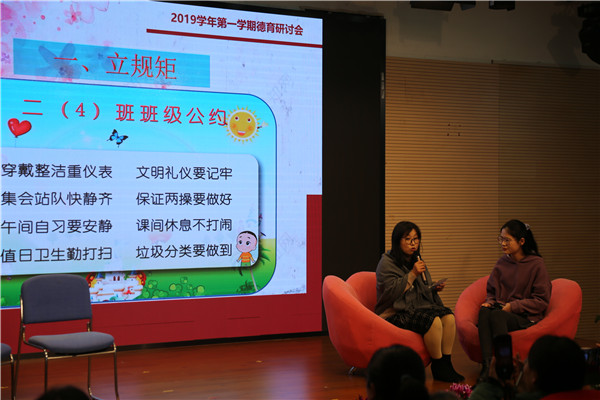 2019学年第一学期德育研讨会
一、立规矩
二（4）班班级公约
穿戴整洁重仪表 文明礼仪要记牢
集会站队快静齐 保证两操要做好
午间自习要安静 课间休息不打闹
值日卫生勤打扫 垃圾分类要做到